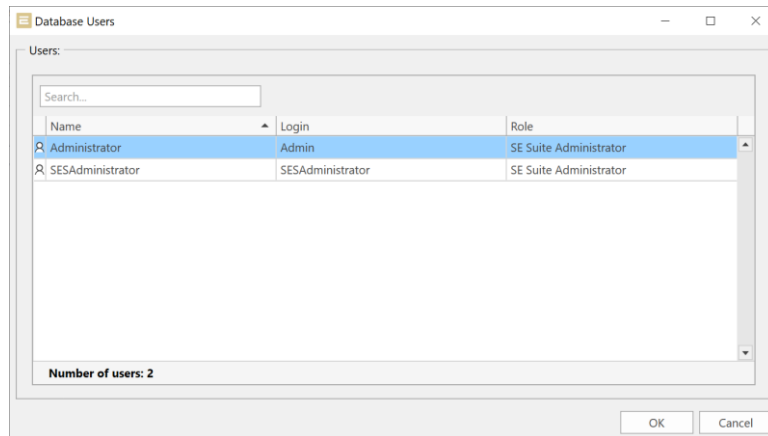 Database Users
Users:
Search...
Name Login Role
Administrator Admin SE Suite Administrator
SESAdministrator SESAdministrator SE Suite Administrator
Number of users: 2
OK Cancel